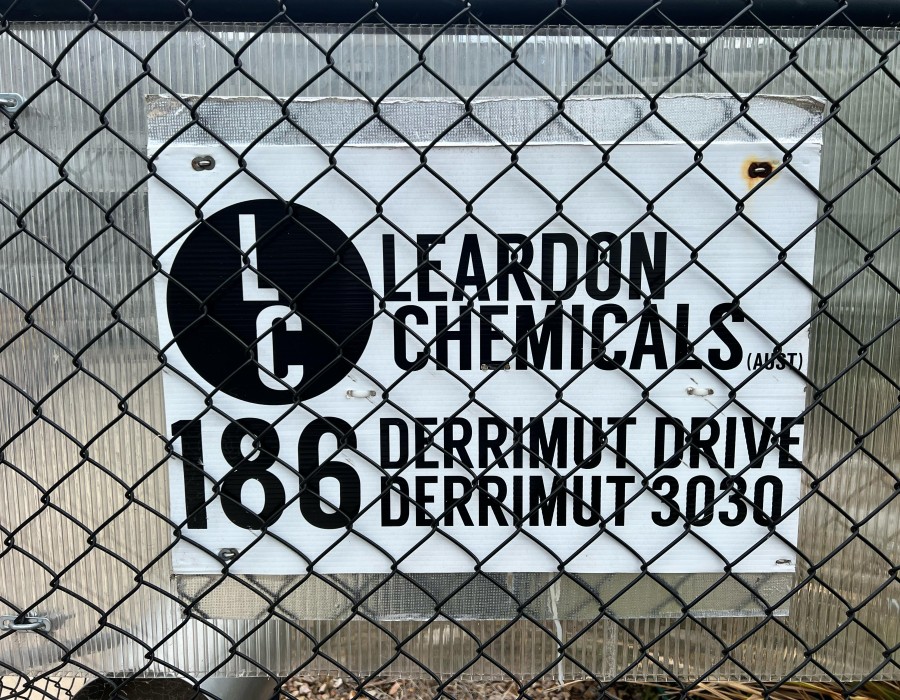 L
C
LEARDON
CHEMICALS (AUST)
186
DERRIMUT DRIVE
DERRIMUT 3030